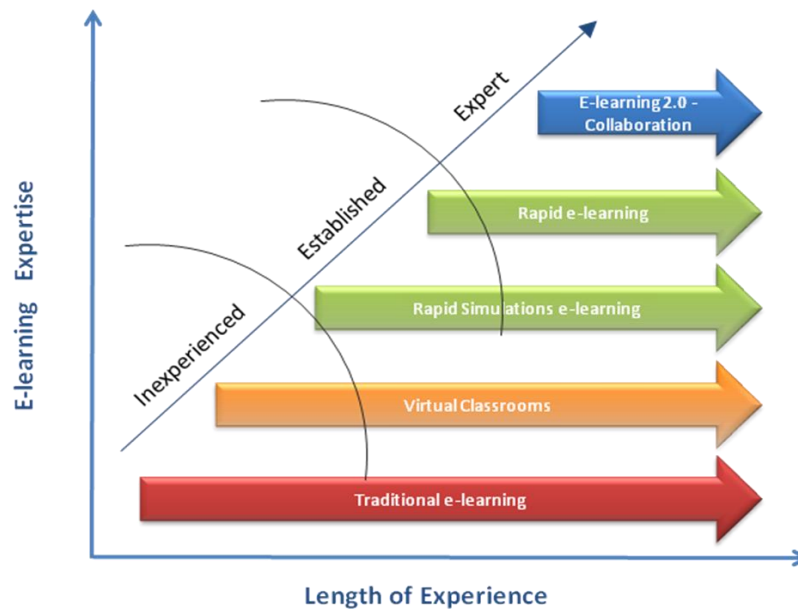 E-learning 2.0 -
Collaboration
Expert
Rapid e-learning
Established
Rapid Simulations e-learning
Inexperienced
Virtual Classrooms
Traditional e-learning
E-learning Expertise
Length of Experience